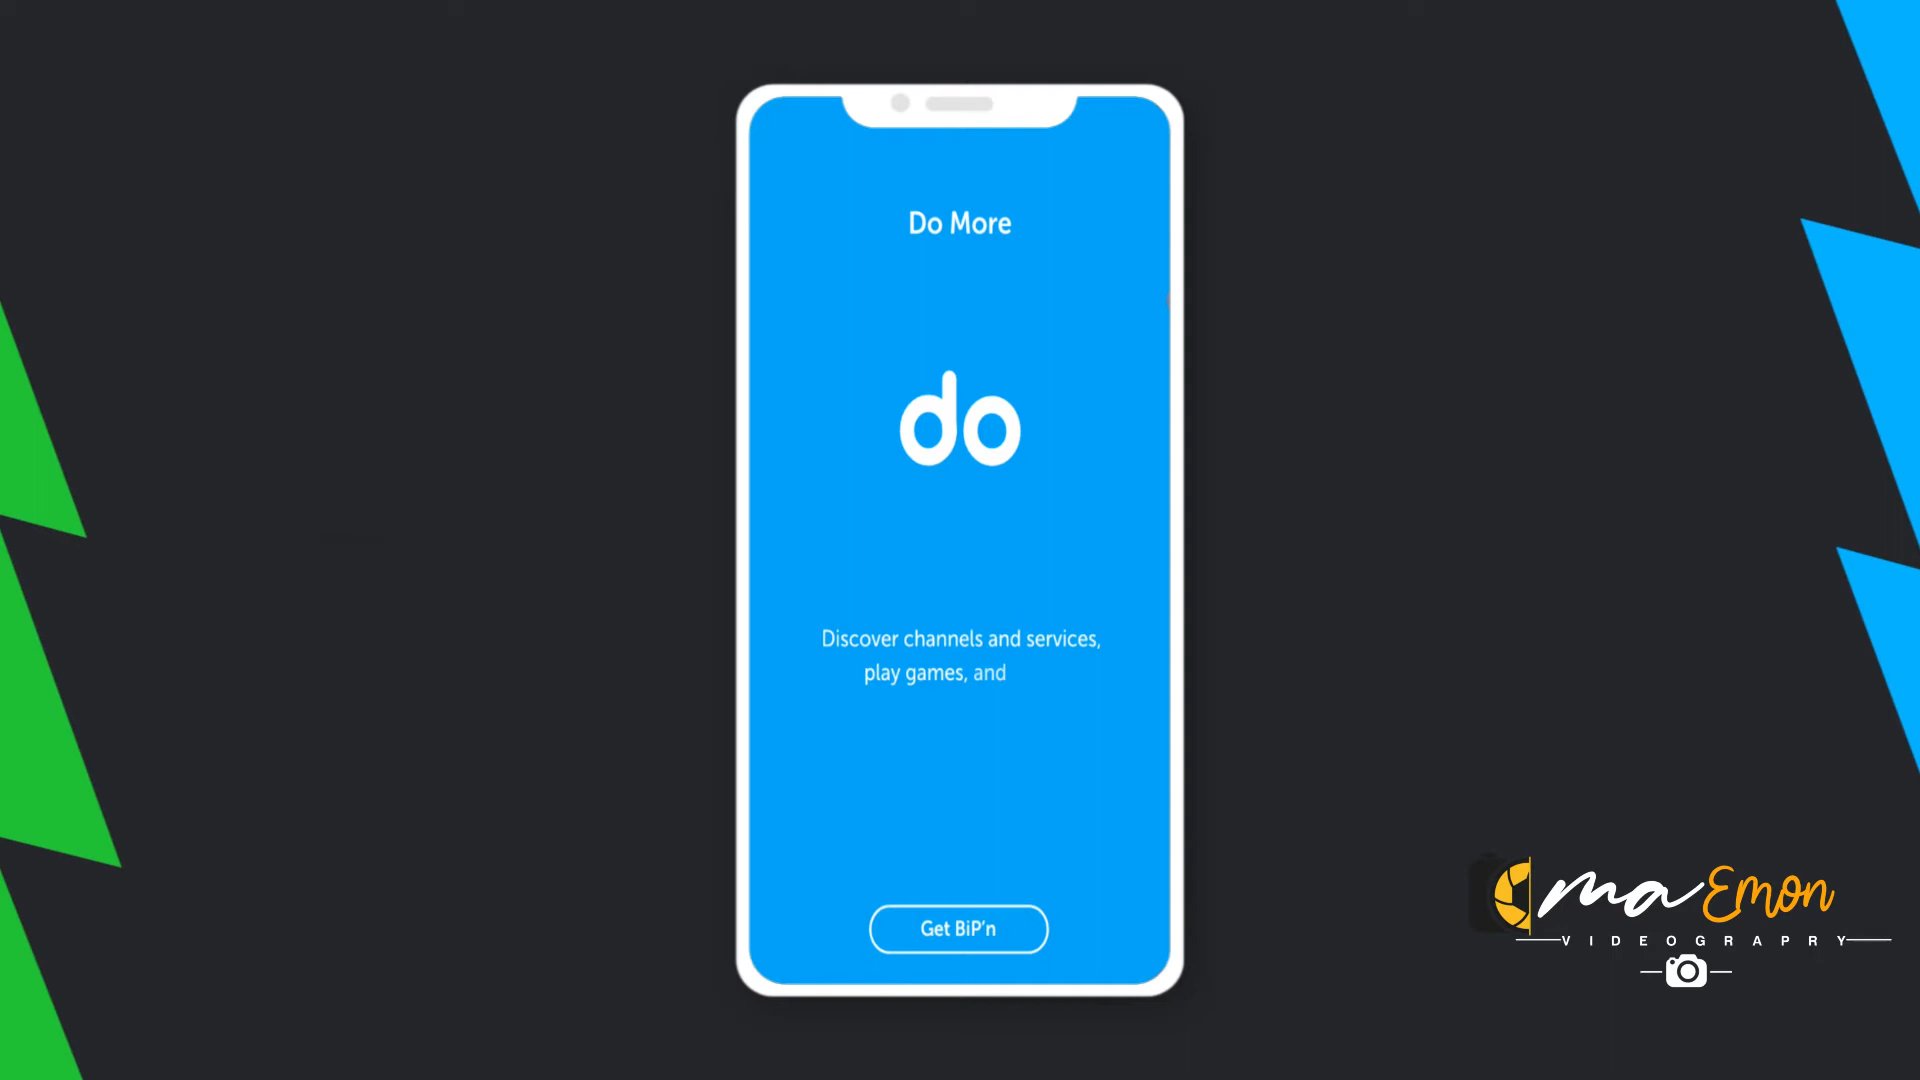 Do More
do
Discover channels and services,
play games, and
Get BiP'n
ma Emon
VIDEOGRAPRY